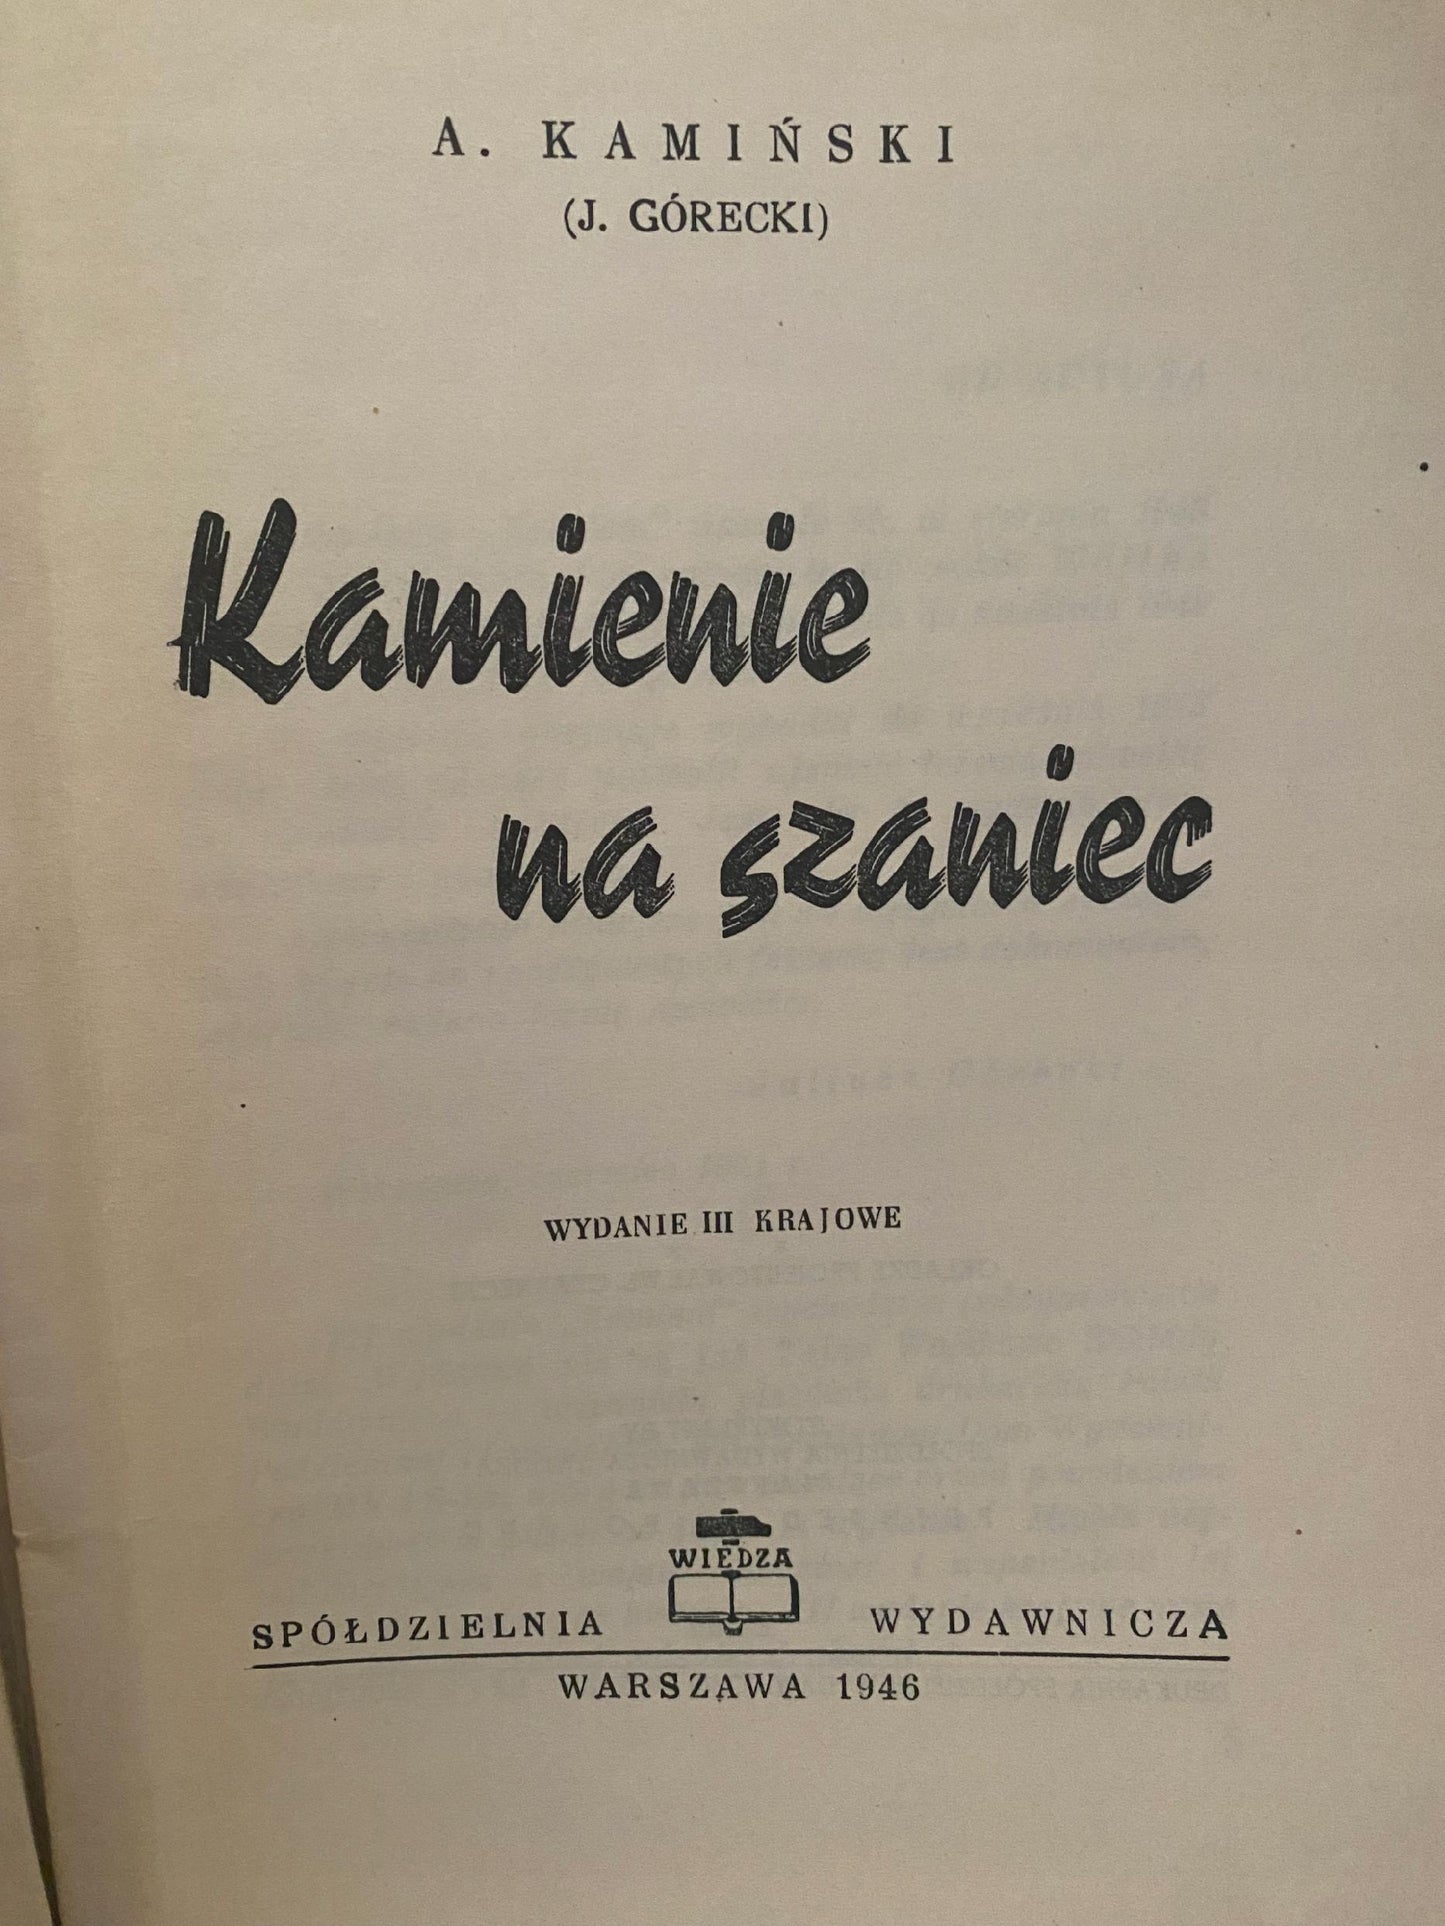 A. KAMIŃSKI
(J. GÓRECKI)
Kamienie
na szaniec
WYDANIE III KRAJOWE
WIEDZA
SPÓŁDZIELNIA WYDAWNICZA
WARSZAWA 1946